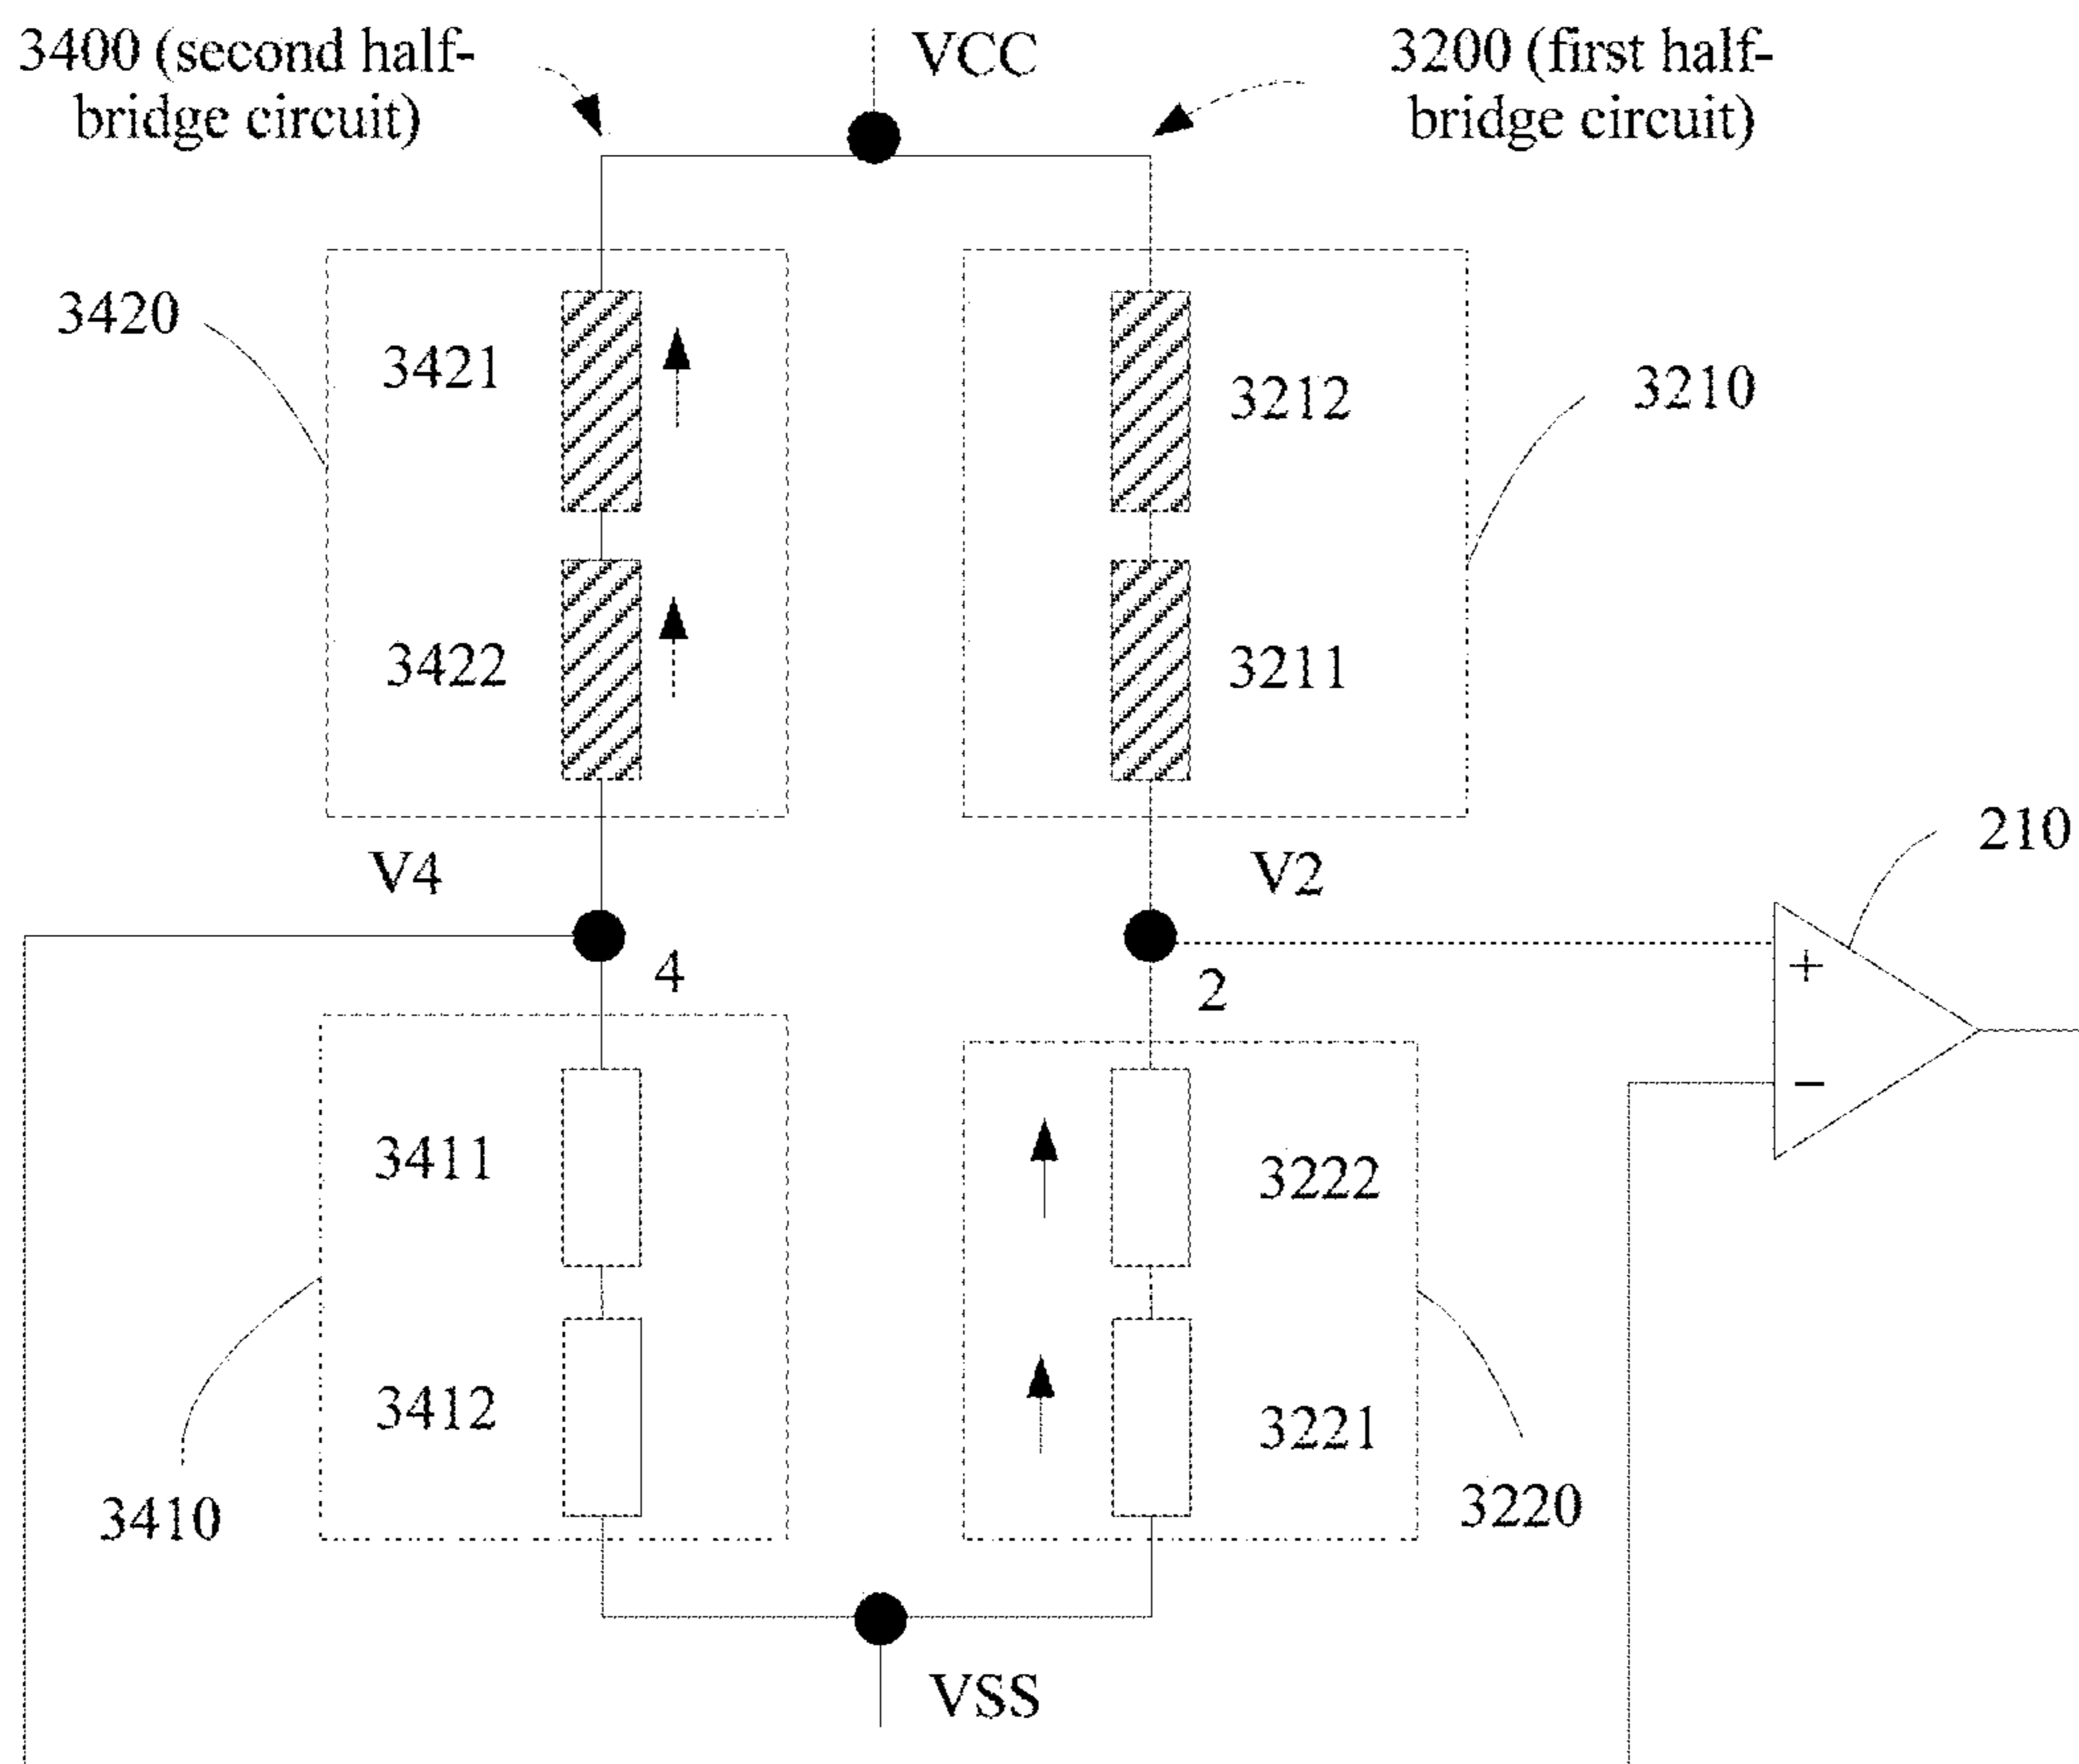 3400 (second half-
bridge circuit)
VCC
3200 (first half-
bridge circuit)
3420
3421
3212
3210
3422
3211
210
V4
V2
4
2
+
−
3411
3222
3412
3221
3410
3220
VSS